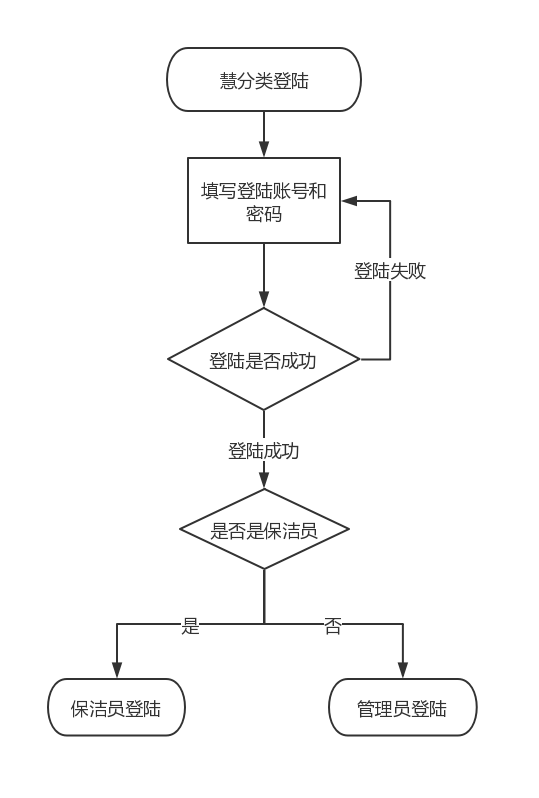 慧分类登陆
填写登陆账号和
密码
登陆失败
登陆是否成功
登陆成功
是否是保洁员
是
否
保洁员登陆
管理员登陆